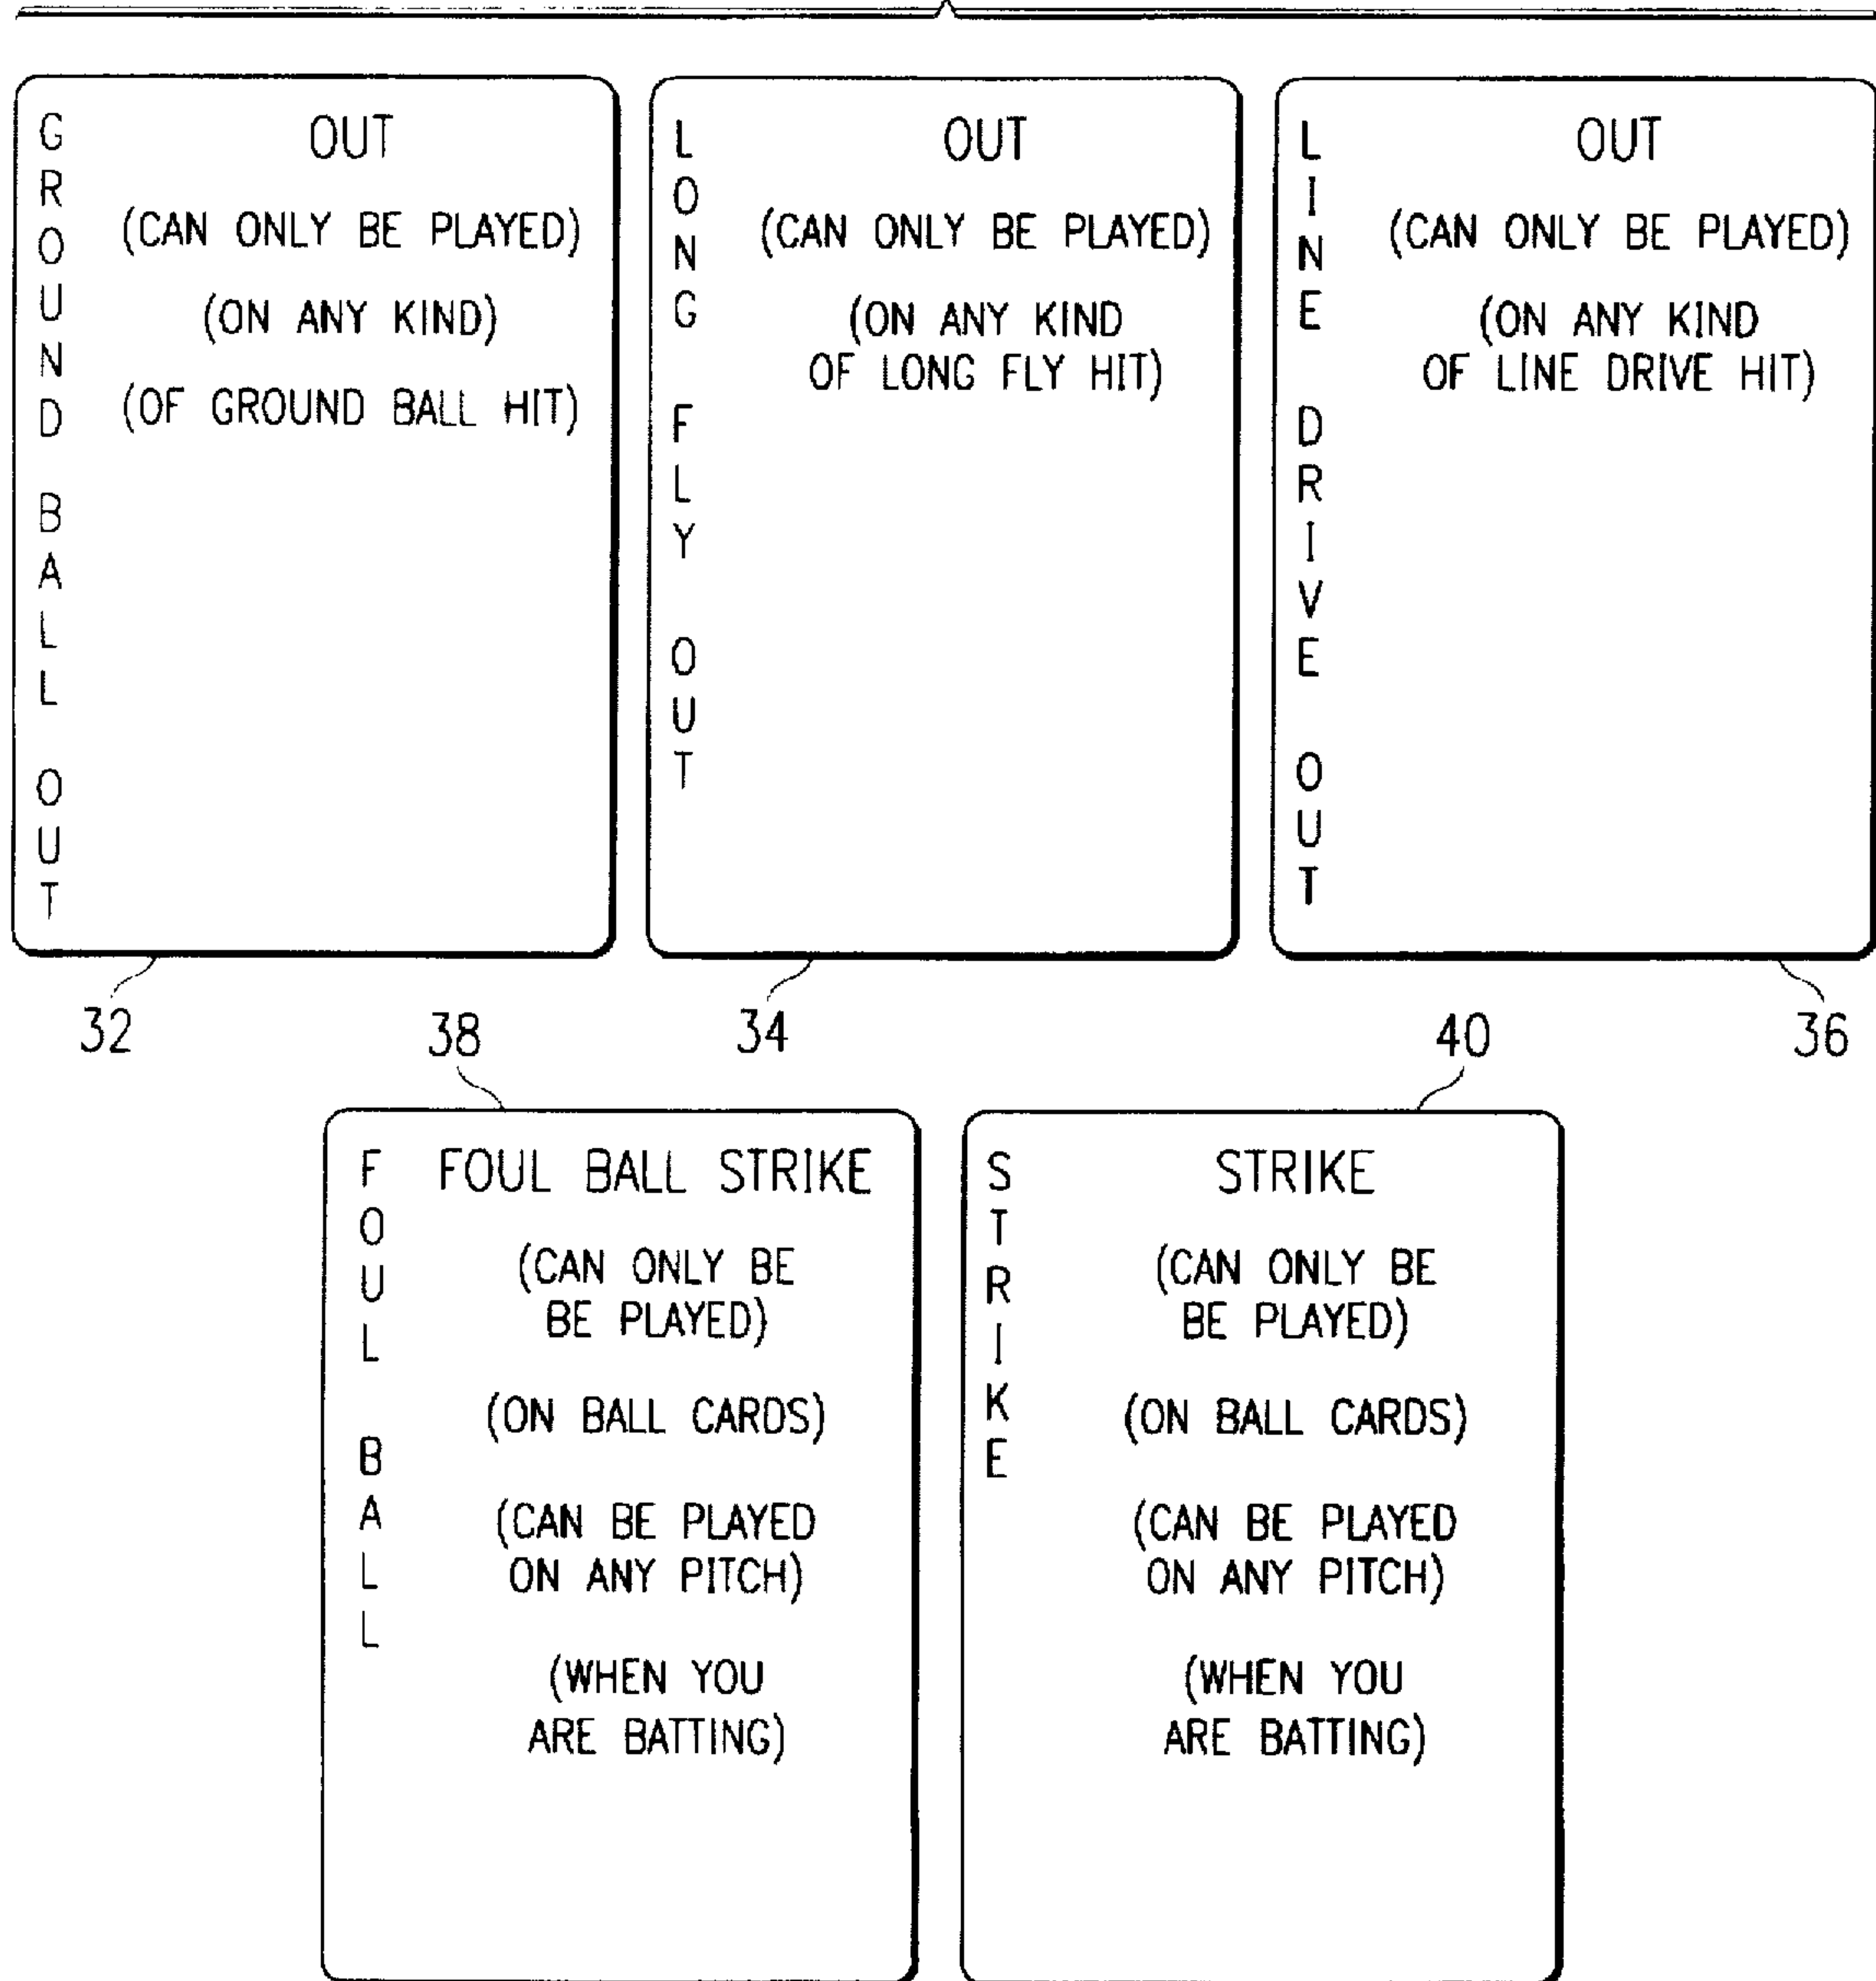 GROUND BALL OUT
OUT
(CAN ONLY BE PLAYED)
(ON ANY KIND)
(OF GROUND BALL HIT)
LONG FLY OUT
OUT
(CAN ONLY BE PLAYED)
(ON ANY KIND
OF LONG FLY HIT)
LINE DRIVE OUT
OUT
(CAN ONLY BE PLAYED)
(ON ANY KIND
OF LINE DRIVE HIT)
32
38
34
40
36
FOUL BALL
FOUL BALL STRIKE
(CAN ONLY BE
BE PLAYED)
(ON BALL CARDS)
(CAN BE PLAYED
ON ANY PITCH)
(WHEN YOU
ARE BATTING)
STRIKE
STRIKE
(CAN ONLY BE
BE PLAYED)
(ON BALL CARDS)
(CAN BE PLAYED
ON ANY PITCH)
(WHEN YOU
ARE BATTING)